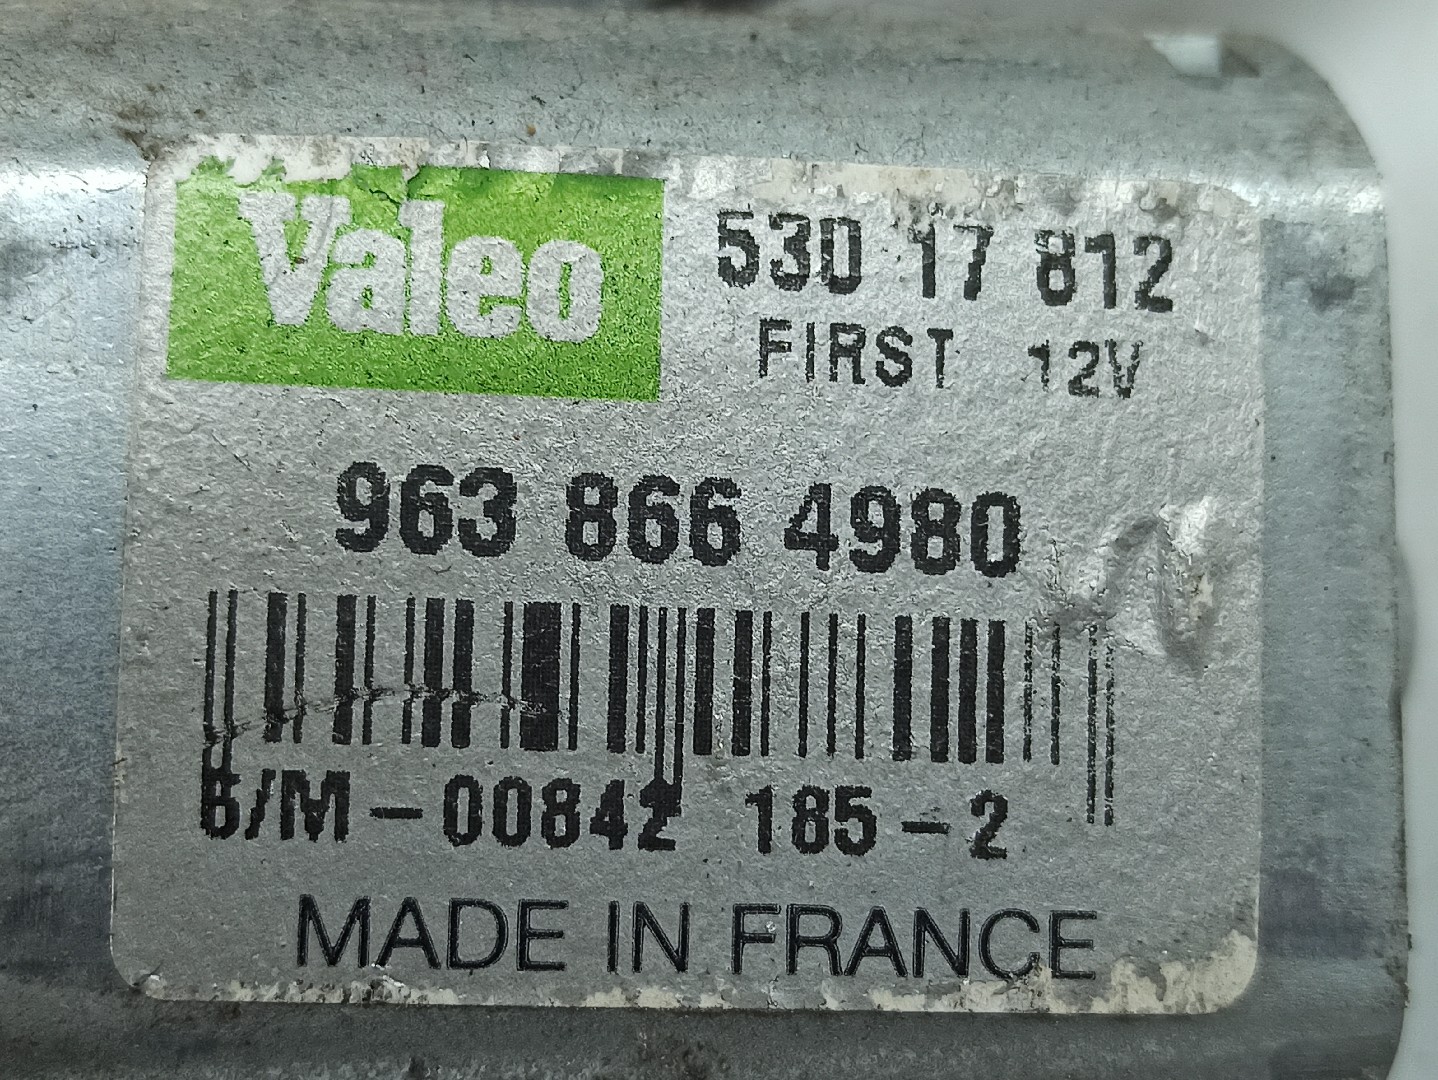 Valeo
530 17 812
FIRST 12V
963 866 4980
B/M-00842 185-2
MADE IN FRANCE